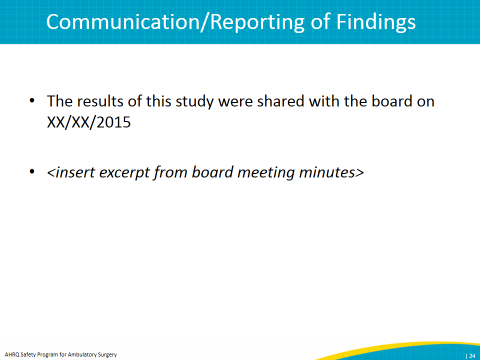 Communication/Reporting of Findings
• The results of this study were shared with the board on
XX/XX/2015
• <insert excerpt from board meeting minutes>
AHRQ Safety Program for Ambulatory Surgery
| 24